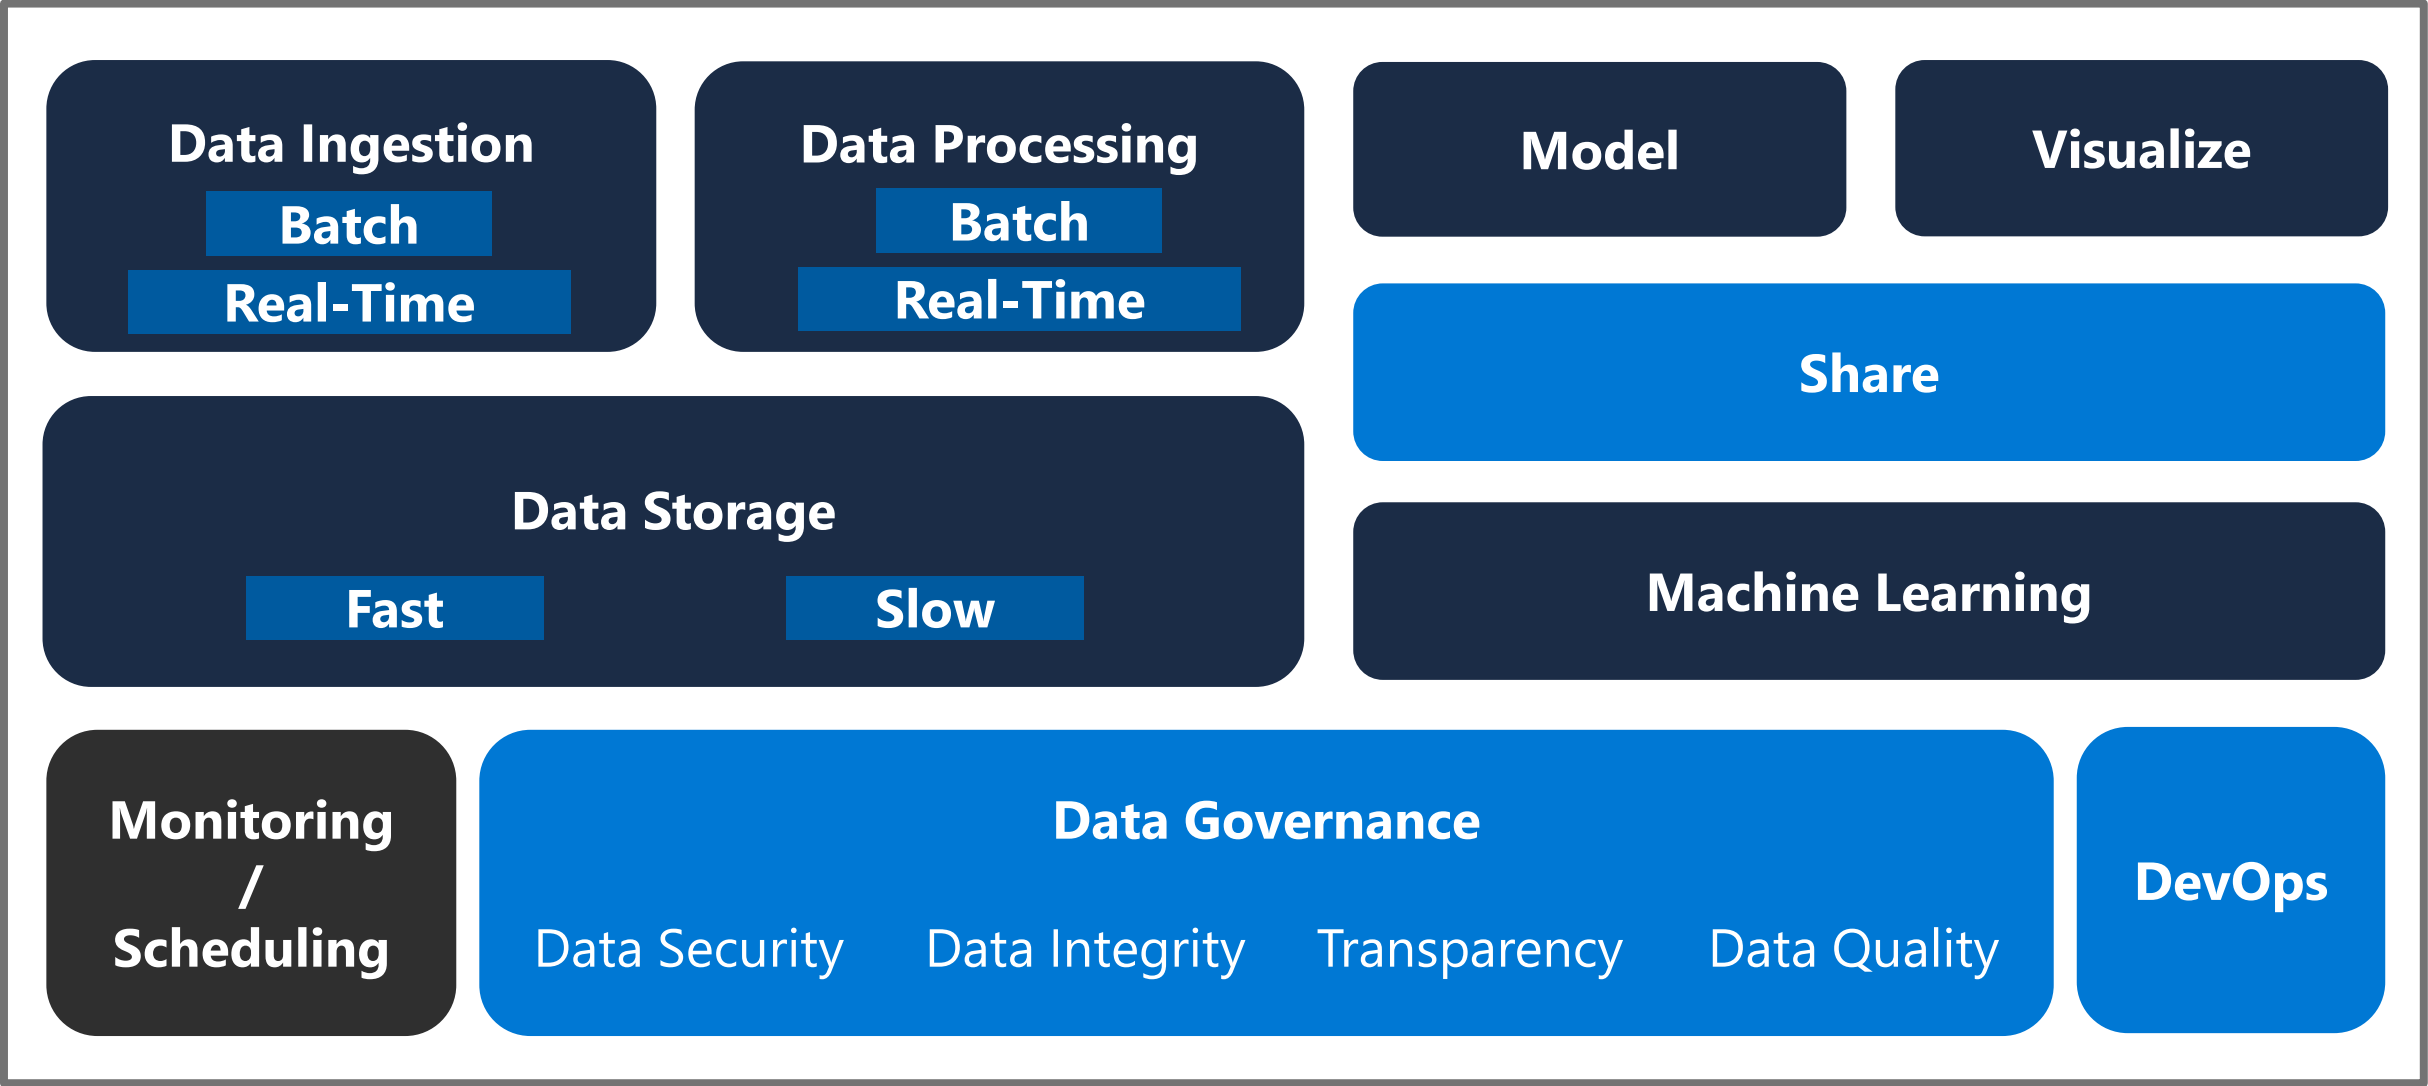 Data Ingestion
Batch
Real-Time
Data Processing
Batch
Real-Time
Model
Visualize
Share
Data Storage
Fast
Slow
Machine Learning
Monitoring
/
Scheduling
Data Governance
Data Security
Data Integrity
Transparency
Data Quality
DevOps